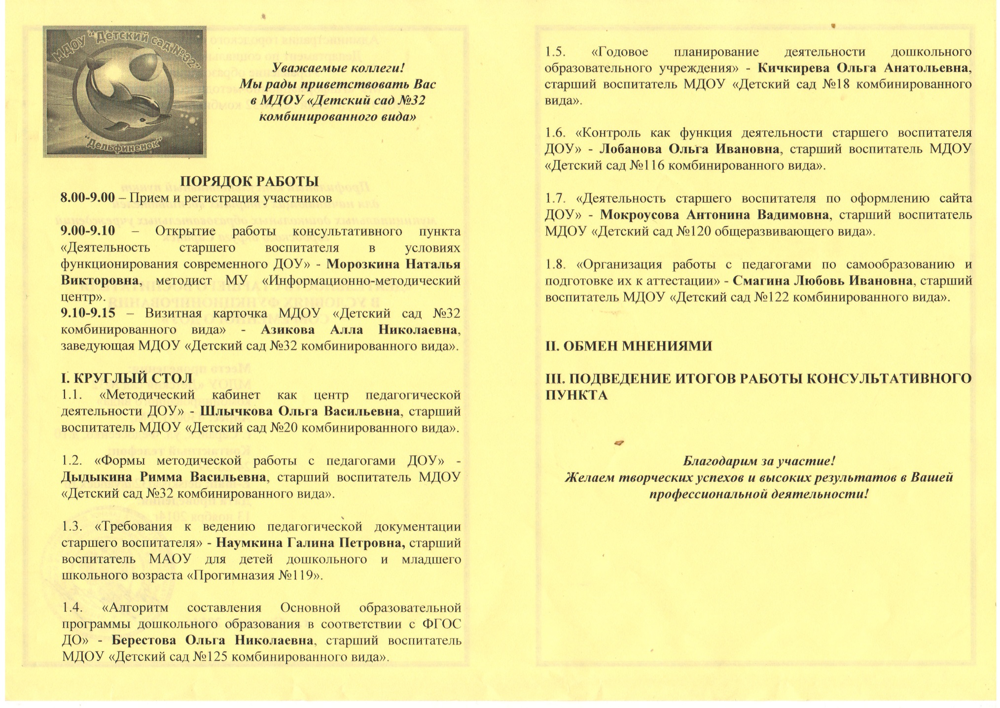 МДОУ "Детский сад №32"
"Дельфиненок"
Уважаемые коллеги!
Мы рады приветствовать Вас
в МДОУ «Детский сад №32
комбинированного вида»
ПОРЯДОК РАБОТЫ
8.00-9.00 – Прием и регистрация участников
9.00-9.10 – Открытие работы консультативного пункта
«Деятельность старшего воспитателя в условиях
функционирования современного ДОУ» - Морозкина Наталья
Викторовна, методист МУ «Информационно-методический
центр».
9.10-9.15 – Визитная карточка МДОУ «Детский сад №32
комбинированного вида» - Азикова Алла Николаевна,
заведующая МДОУ «Детский сад №32 комбинированного вида».
I. КРУГЛЫЙ СТОЛ
1.1. «Методический кабинет как центр педагогической
деятельности ДОУ» - Шлычкова Ольга Васильевна, старший
воспитатель МДОУ «Детский сад №20 комбинированного вида».
1.2. «Формы методической работы с педагогами ДОУ» -
Дыдыкина Римма Васильевна, старший воспитатель МДОУ
«Детский сад №32 комбинированного вида».
1.3. «Требования к ведению педагогической документации
старшего воспитателя» - Наумкина Галина Петровна, старший
воспитатель МАОУ для детей дошкольного и младшего
школьного возраста «Прогимназия №119».
1.4. «Алгоритм составления Основной образовательной
программы дошкольного образования в соответствии с ФГОС
ДО» - Берестова Ольга Николаевна, старший воспитатель
МДОУ «Детский сад №125 комбинированного вида».
1.5. «Годовое планирование деятельности дошкольного
образовательного учреждения» - Кичкирева Ольга Анатольевна,
старший воспитатель МДОУ «Детский сад №18 комбинированного
вида».
1.6. «Контроль как функция деятельности старшего воспитателя
ДОУ» - Лобанова Ольга Ивановна, старший воспитатель МДОУ
«Детский сад №116 комбинированного вида».
1.7. «Деятельность старшего воспитателя по оформлению сайта
ДОУ» - Мокроусова Антонина Вадимовна, старший воспитатель
МДОУ «Детский сад №120 общеразвивающего вида».
1.8. «Организация работы с педагогами по самообразованию и
подготовке их к аттестации» - Смагина Любовь Ивановна, старший
воспитатель МДОУ «Детский сад №122 комбинированного вида».
II. ОБМЕН МНЕНИЯМИ
III. ПОДВЕДЕНИЕ ИТОГОВ РАБОТЫ КОНСУЛЬТАТИВНОГО
ПУНКТА
Благодарим за участие!
Желаем творческих успехов и высоких результатов в Вашей
профессиональной деятельности!